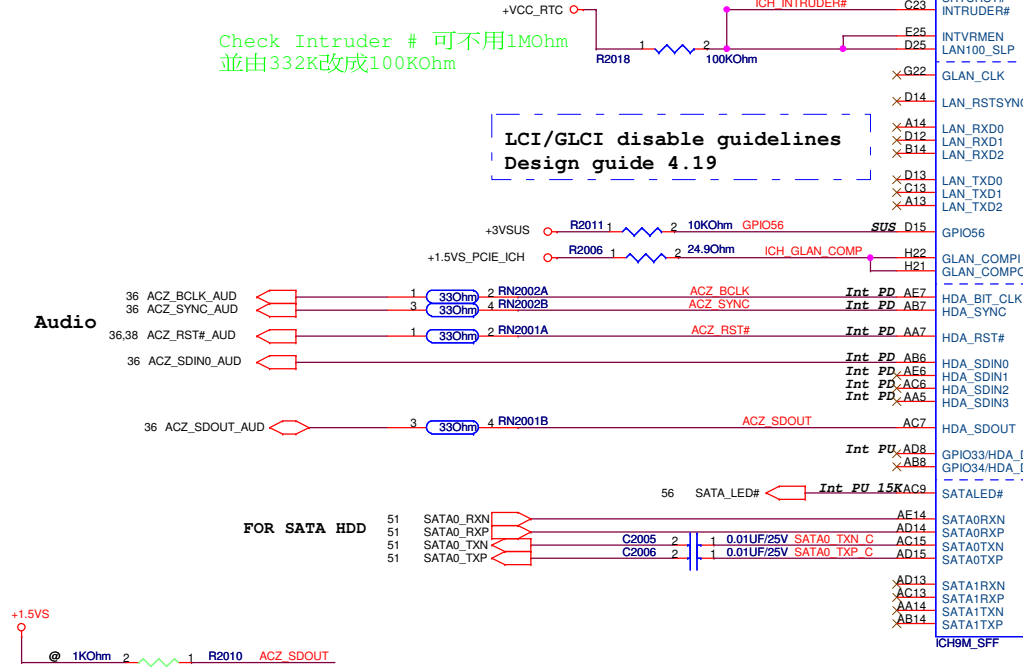 +VCC_RTC
ICH_INTRUDER#
C23
INTRUDER#
Check Intruder # 可不用1MOhm
並由332K改成100KOhm
R2018
1
2
100KOhm
E25
INTVRMEN
D25
LAN100_SLP
G22
GLAN_CLK
D14
LAN_RSTSYNC
LCI/GLCI disable guidelines
Design guide 4.19
A14
LAN_RXD0
D12
LAN_RXD1
B14
LAN_RXD2
D13
LAN_TXD0
C13
LAN_TXD1
A13
LAN_TXD2
+3VSUS
R2011 1
2 10KOhm GPIO56
SUS D15
GPIO56
+1.5VS_PCIE_ICH
R2006 1
2 24.9Ohm
ICH_GLAN_COMP
H22
GLAN_COMPI
H21
GLAN_COMPO
Audio
36 ACZ_BCLK_AUD
1 33Ohm 2 RN2002A
ACZ_BCLK
Int PD AE7
HDA_BIT_CLK
36 ACZ_SYNC_AUD
3 33Ohm 4 RN2002B
ACZ_SYNC
Int PD AB7
HDA_SYNC
36,38 ACZ_RST#_AUD
1 33Ohm 2 RN2001A
ACZ_RST#
Int PD AA7
HDA_RST#
36 ACZ_SDIN0_AUD
Int PD AB6
HDA_SDIN0
Int PD AE6
HDA_SDIN1
Int PD AC6
HDA_SDIN2
Int PD AA5
HDA_SDIN3
36 ACZ_SDOUT_AUD
3 33Ohm 4 RN2001B
ACZ_SDOUT
AC7
HDA_SDOUT
Int PU AD8
GPIO33/HDA_D
AB8
GPIO34/HDA_D
56 SATA_LED#
Int PU 15K AC9
SATALED#
FOR SATA HDD
51 SATA0_RXN
AE14
SATA0RXN
51 SATA0_RXP
AD14
SATA0RXP
51 SATA0_TXN
C2005 2
1 0.01UF/25V SATA0_TXN_C
AC15
SATA0TXN
51 SATA0_TXP
C2006 2
1 0.01UF/25V SATA0_TXP_C
AD15
SATA0TXP
AD13
SATA1RXN
AC13
SATA1RXP
AA14
SATA1TXN
AB14
SATA1TXP
ICH9M_SFF
+1.5VS
@ 1KOhm 2
1 R2010 ACZ_SDOUT